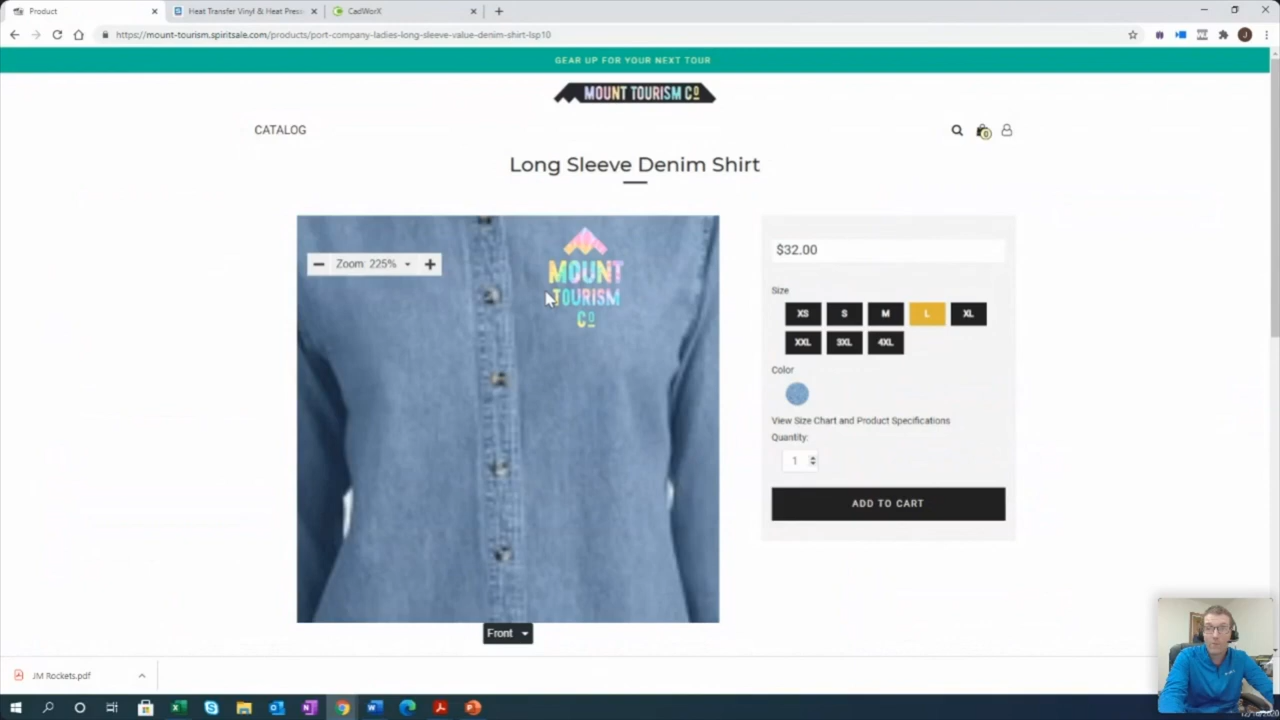 Product
Heat Transfer Vinyl & Heat Press
CadWorX
https://mount-tourism.spiritsale.com/products/port-company-ladies-long-sleeve-value-denim-shirt-lsp10
J
GEAR UP FOR YOUR NEXT TOUR
MOUNT TOURISM CO
CATALOG
0
Long Sleeve Denim Shirt
Zoom: 225%
MOUNT
TOURISM
CO
$32.00
Size
XS S M L XL
XXL 3XL 4XL
Color
View Size Chart and Product Specifications
Quantity:
1
ADD TO CART
Front
JM Rockets.pdf